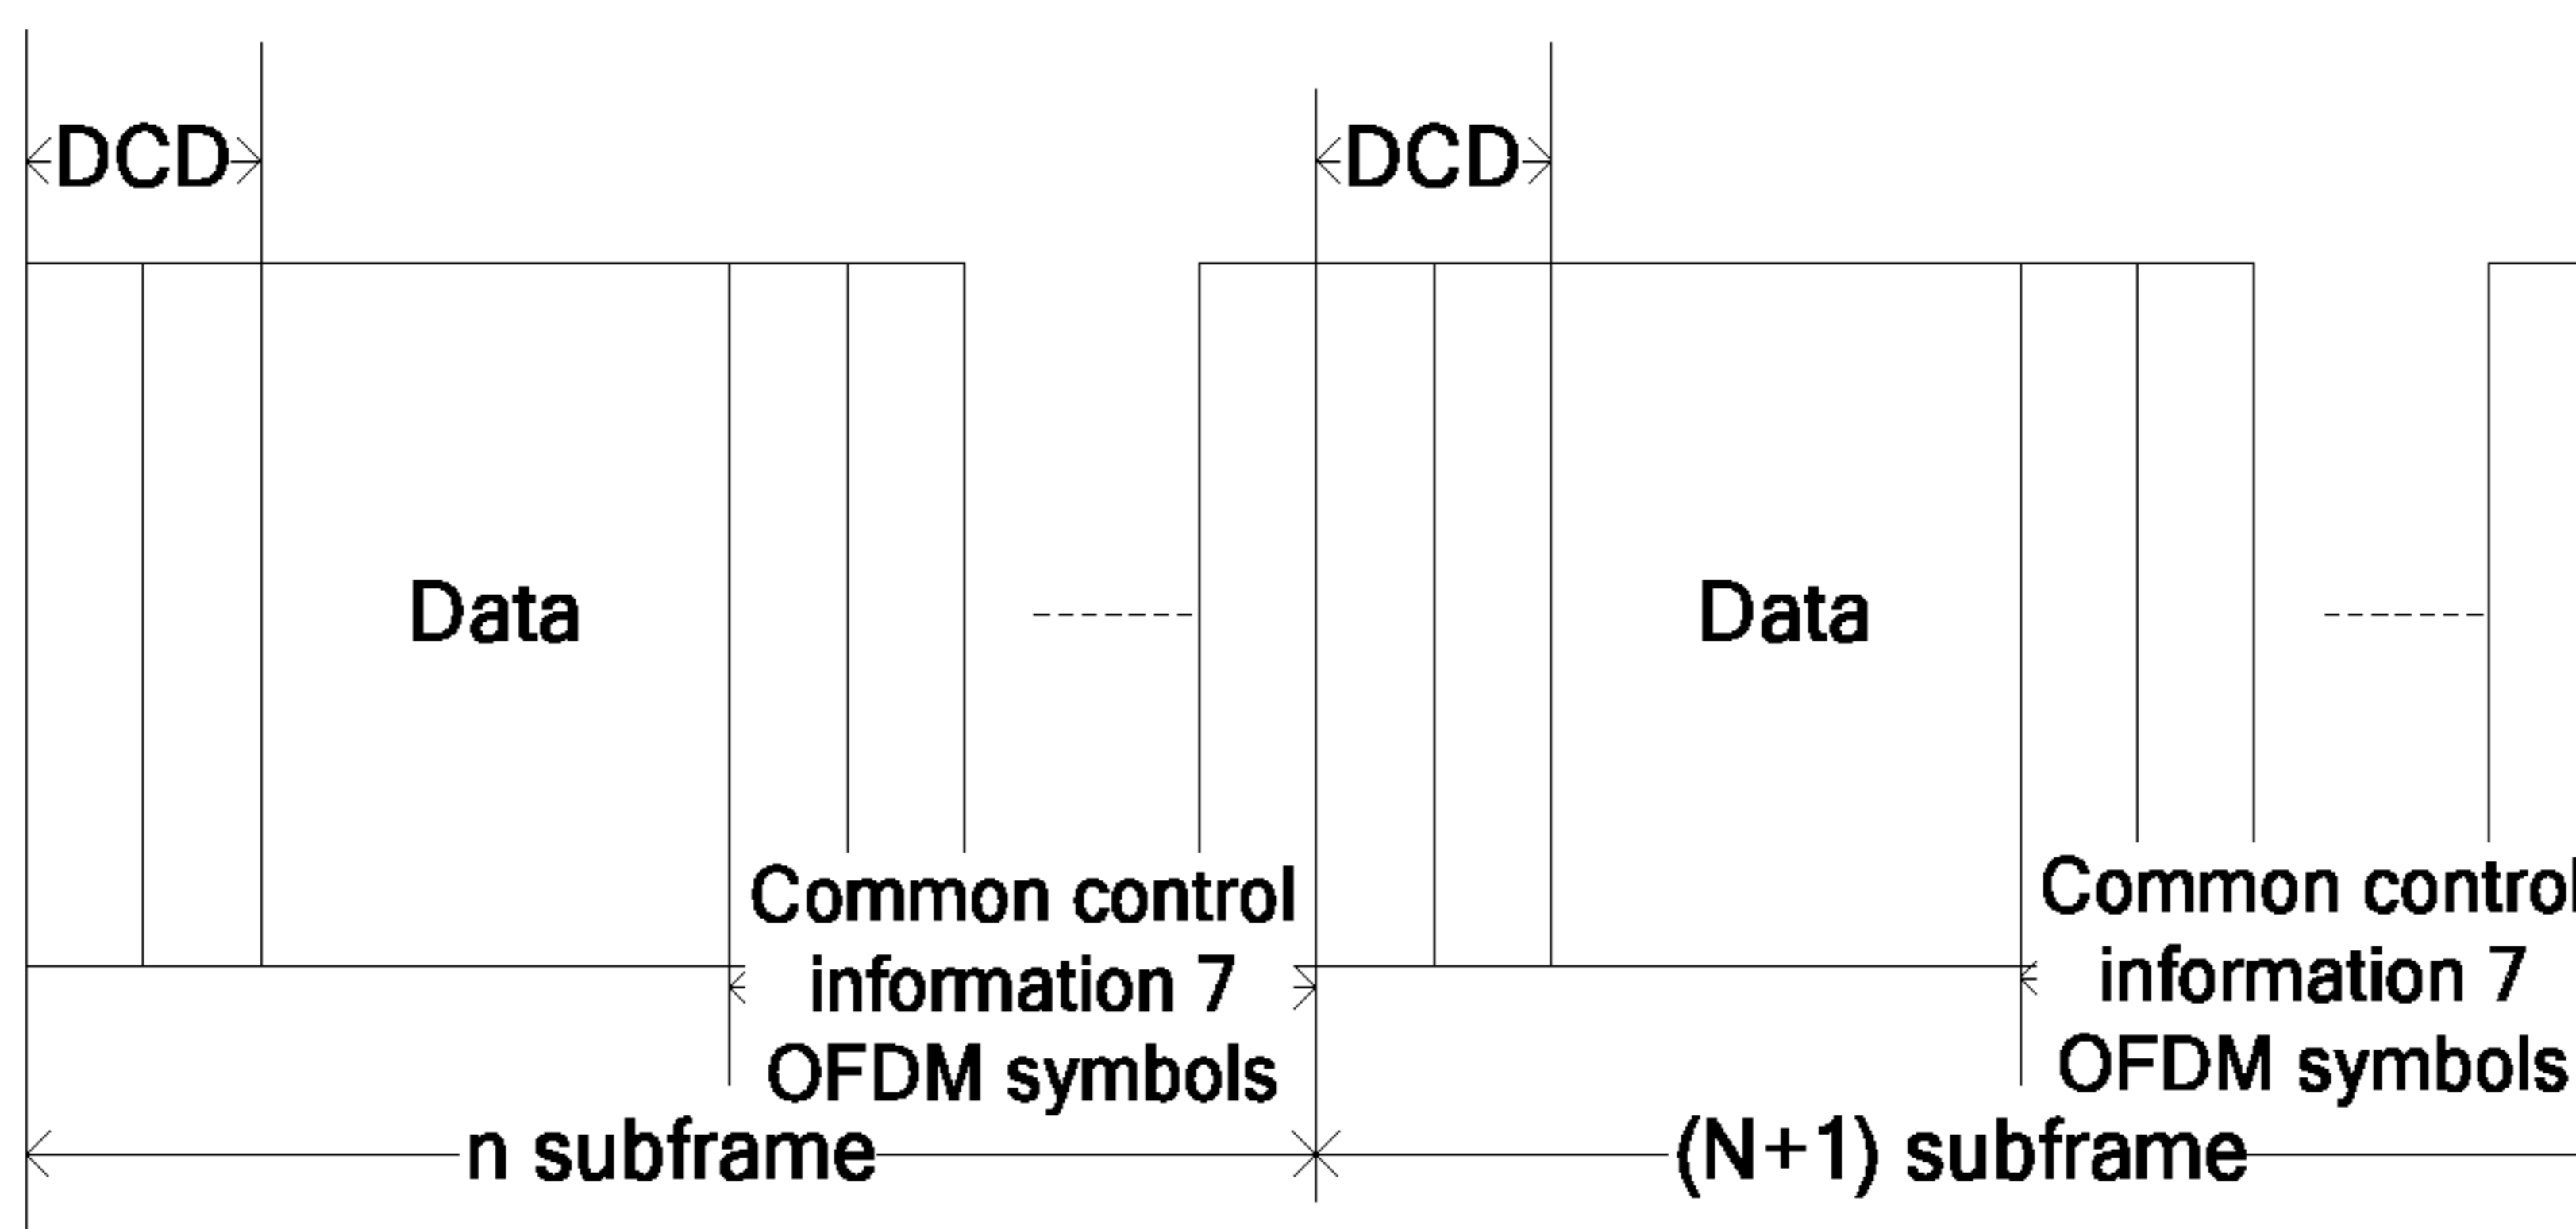 DCD
DCD
Data
Data
Common control
information 7
OFDM symbols
Common control
information 7
OFDM symbols
n subframe
(N+1) subframe